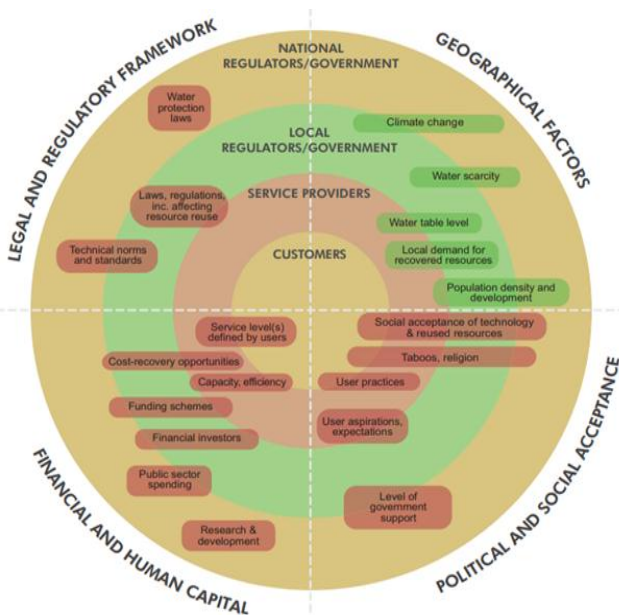 LEGAL AND REGULATORY FRAMEWORK
GEOGRAPHICAL FACTORS
NATIONAL
REGULATORS/GOVERNMENT
LOCAL
REGULATORS/GOVERNMENT
SERVICE PROVIDERS
CUSTOMERS
Water
protection
laws
Laws, regulations,
inc. affecting
resource reuse
Technical norms
and standards
Climate change
Water scarcity
Water table level
Local demand for
recovered resources
Population density and
development
Service level(s)
defined by users
Cost-recovery opportunities
Capacity, efficiency
Funding schemes
Financial investors
Public sector
spending
Research &
development
Social acceptance of technology
& reused resources
Taboos, religion
User practices
User aspirations,
expectations
Level of
government
support
FINANCIAL AND HUMAN CAPITAL
POLITICAL AND SOCIAL ACCEPTANCE